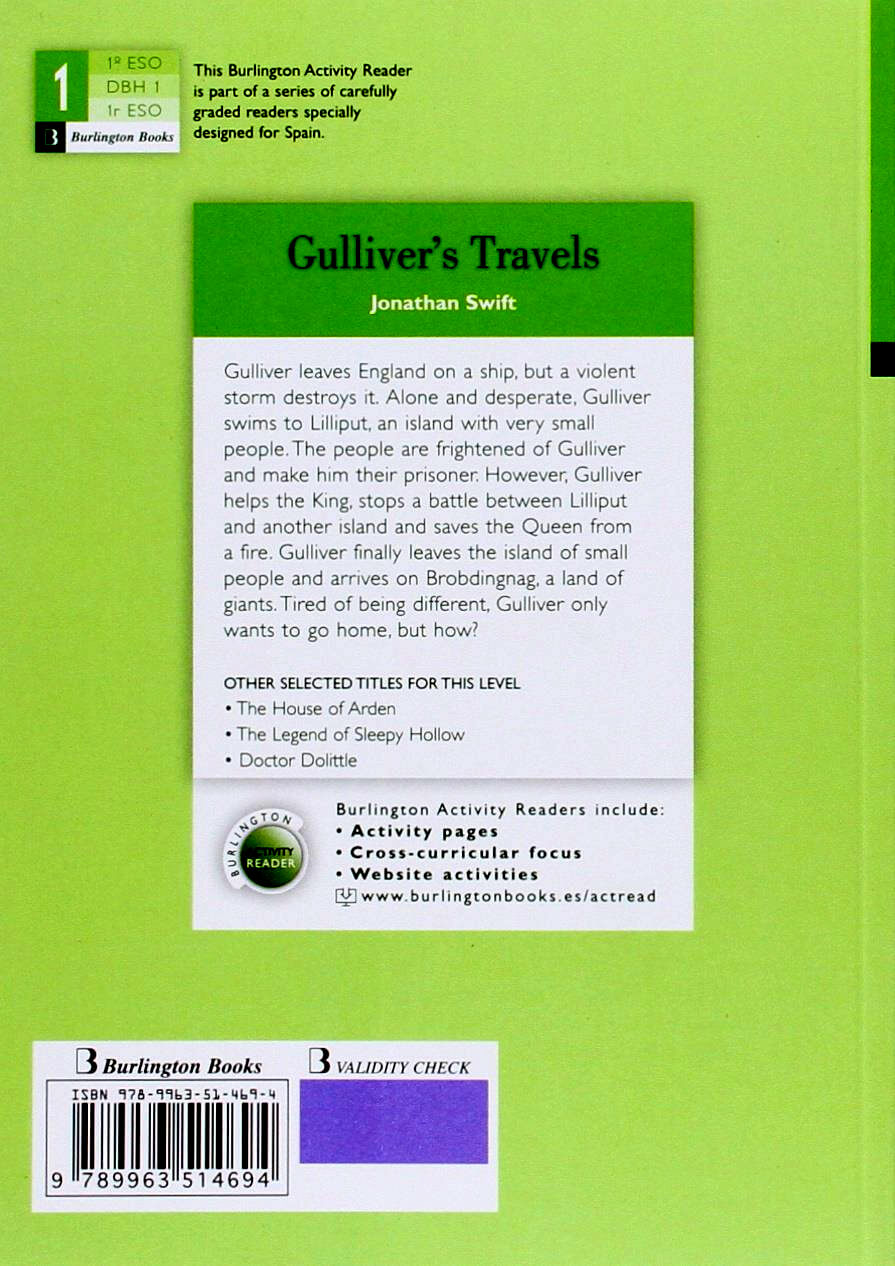 1
1º ESO
DBH 1
1r ESO
B Burlington Books
This Burlington Activity Reader
is part of a series of carefully
graded readers specially
designed for Spain.
Gulliver's Travels
Jonathan Swift
Gulliver leaves England on a ship, but a violent
storm destroys it. Alone and desperate, Gulliver
swims to Lilliput, an island with very small
people. The people are frightened of Gulliver
and make him their prisoner. However, Gulliver
helps the King, stops a battle between Lilliput
and another island and saves the Queen from
a fire. Gulliver finally leaves the island of small
people and arrives on Brobdingnag, a land of
giants. Tired of being different, Gulliver only
wants to go home, but how?
OTHER SELECTED TITLES FOR THIS LEVEL
• The House of Arden
• The Legend of Sleepy Hollow
• Doctor Dolittle
BURLINGTON
ACTIVITY
READER
Burlington Activity Readers include:
• Activity pages
• Cross-curricular focus
• Website activities
www.burlingtonbooks.es/actread
B Burlington Books
ISBN 978-9963-51-469-4
9 789963 514694
B VALIDITY CHECK